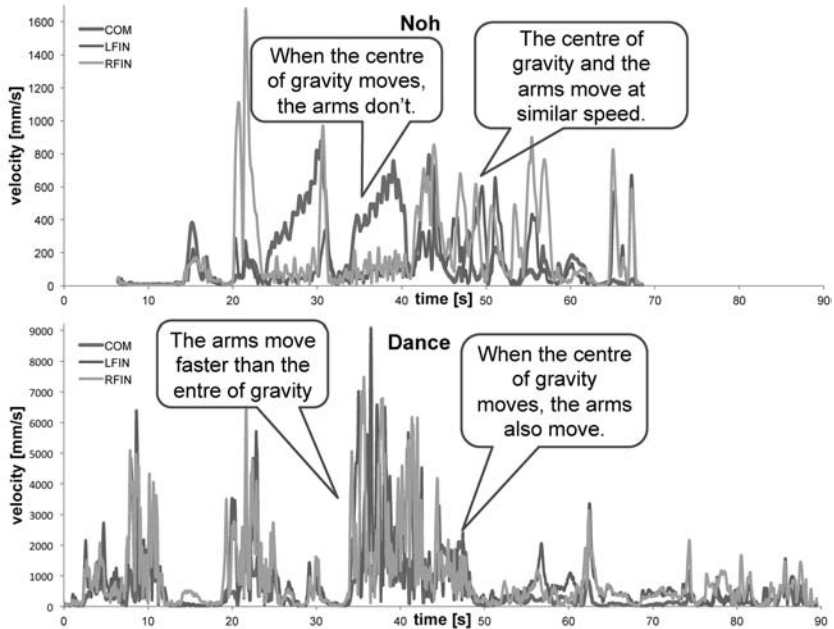 Noh
1600
1400
1200
1000
800
600
400
200
0
velocity [mm/s]
COM
LFIN
RFIN
When the centre
of gravity moves,
the arms don't.
The centre of
gravity and the
arms move at
similar speed.
0 10 20 30 40 50 60 70 80 90
time [s]
Dance
9000
8000
7000
6000
5000
4000
3000
2000
1000
0
velocity [mm/s]
COM
LFIN
RFIN
The arms move
faster than the
entre of gravity
When the centre
of gravity
moves, the arms
also move.
0 10 20 30 40 50 60 70 80 90
time [s]